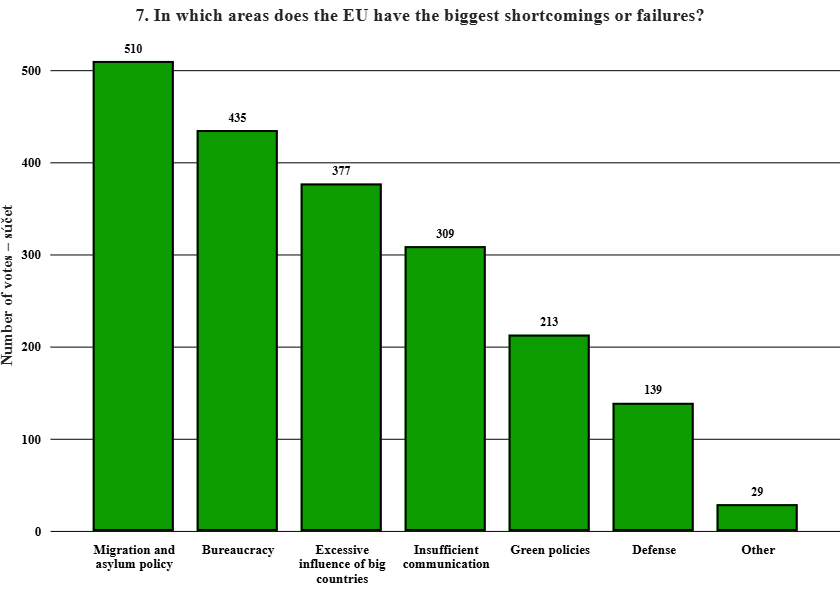 7. In which areas does the EU have the biggest shortcomings or failures?
Number of votes – súčet
500
400
300
200
100
0
510
435
377
309
213
139
29
Migration and
asylum policy
Bureaucracy
Excessive
influence of big
countries
Insufficient
communication
Green policies
Defense
Other